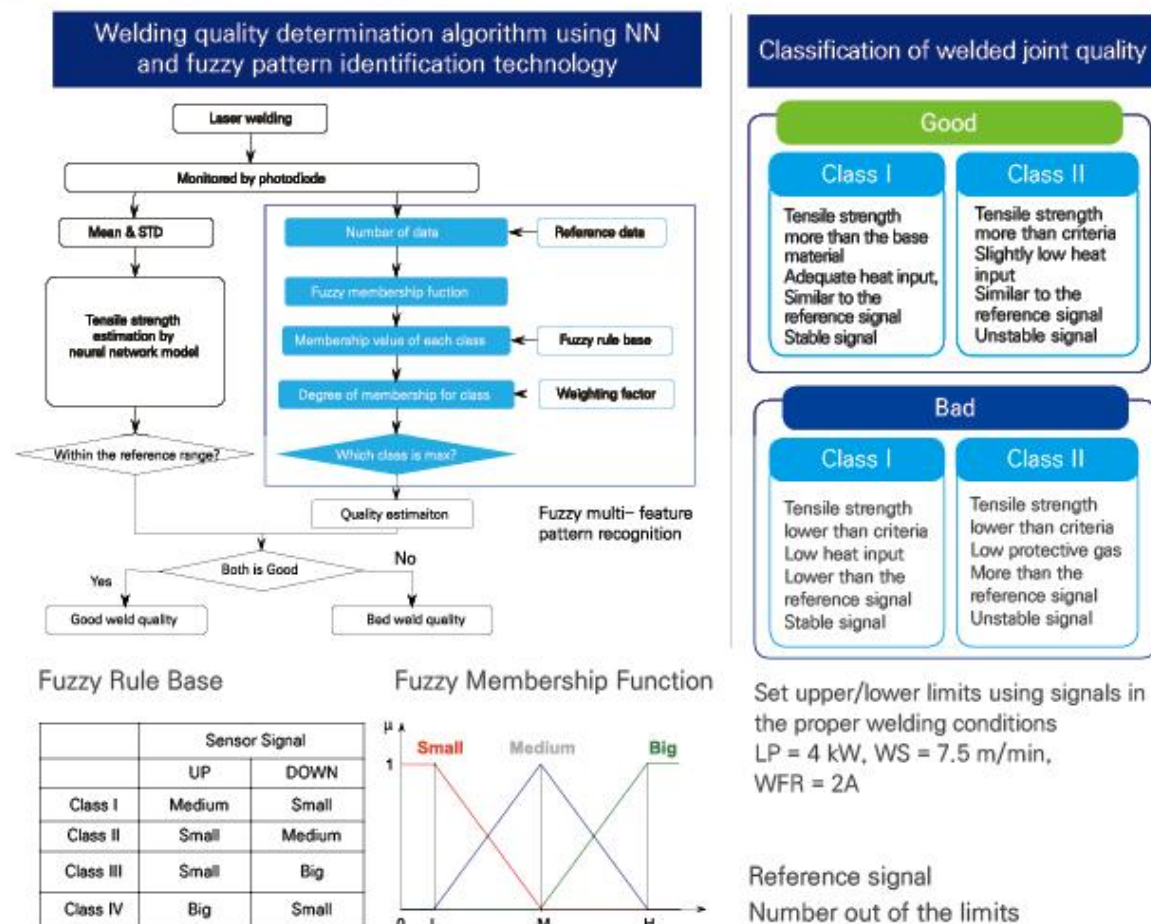 Welding quality determination algorithm using NN
and fuzzy pattern identification technology
Laser welding
Monitored by photodiode
Mean & STD
Tensile strength
estimation by
neural network model
Within the reference range?
Number of data
Reference data
Fuzzy membership fuction
Membership value of each class
Fuzzy rule base
Degree of membership for class
Weighting factor
Which class is max?
Quality estimaiton
Fuzzy multi- feature
pattern recognition
Both is Good
Yes
No
Good weld quality
Bad weld quality
Classification of welded joint quality
Good
Class I
Tensile strength
more than the base
material
Adequate heat input,
Similar to the
reference signal
Stable signal
Class II
Tensile strength
more than criteria
Slightly low heat
input
Similar to the
reference signal
Unstable signal
Bad
Class I
Tensile strength
lower than criteria
Low heat input
Lower than the
reference signal
Stable signal
Class II
Tensile strength
lower than criteria
Low protective gas
More than the
reference signal
Unstable signal
Fuzzy Rule Base
Sensor Signal
UP DOWN
Class I Medium Small
Class II Small Medium
Class III Small Big
Class IV Big Small
Fuzzy Membership Function
μ
Small Medium Big
1
0 L M H
Set upper/lower limits using signals in
the proper welding conditions
LP = 4 kW, WS = 7.5 m/min,
WFR = 2A
Reference signal
Number out of the limits